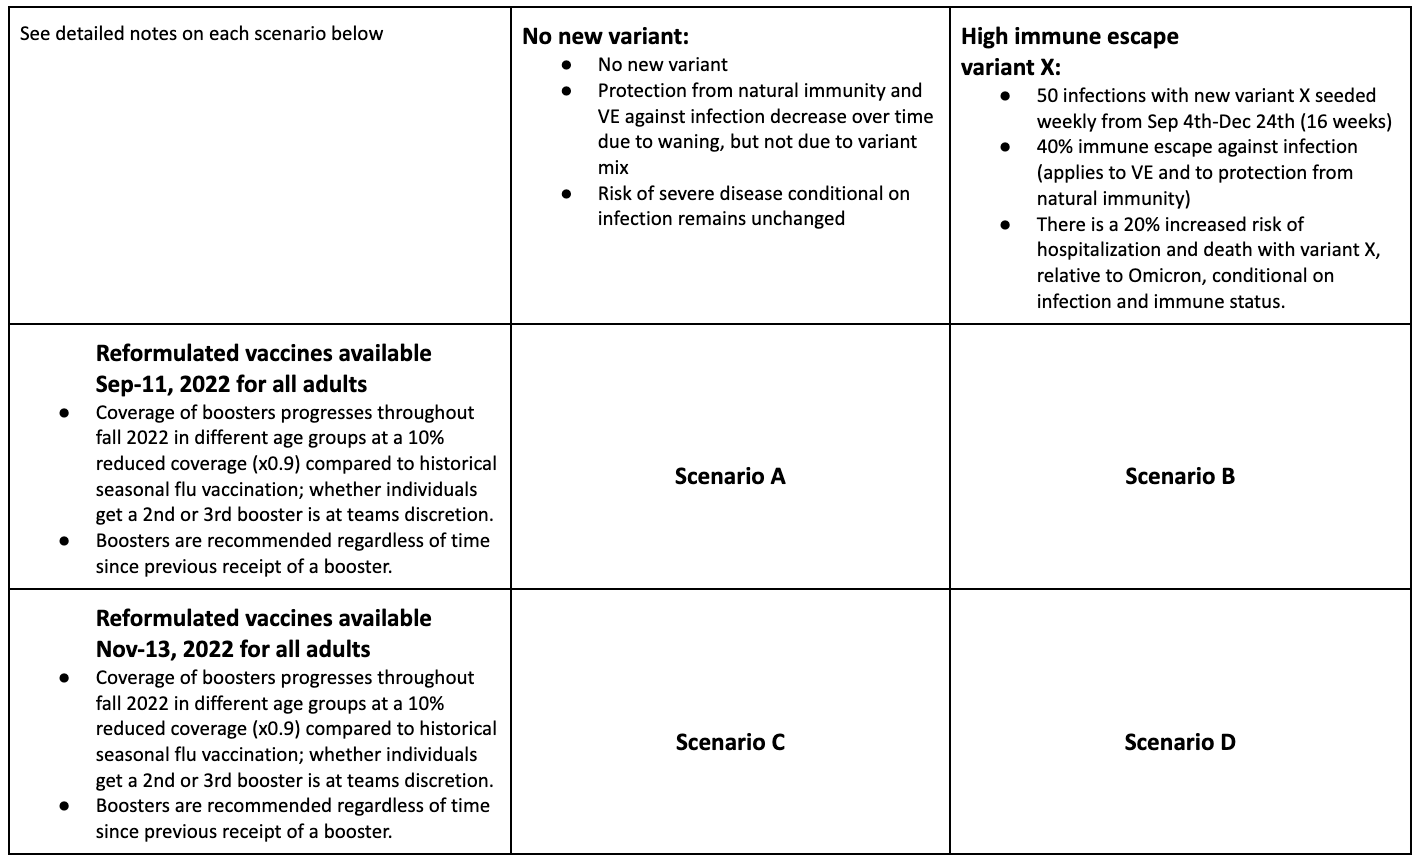 See detailed notes on each scenario below
No new variant:
● No new variant
● Protection from natural immunity and
VE against infection decrease over time
due to waning, but not due to variant
mix
● Risk of severe disease conditional on
infection remains unchanged
High immune escape
variant X:
● 50 infections with new variant X seeded
weekly from Sep 4th-Dec 24th (16 weeks)
● 40% immune escape against infection
(applies to VE and to protection from
natural immunity)
● There is a 20% increased risk of
hospitalization and death with variant X,
relative to Omicron, conditional on
infection and immune status.
Reformulated vaccines available
Sep-11, 2022 for all adults
● Coverage of boosters progresses throughout
fall 2022 in different age groups at a 10%
reduced coverage (x0.9) compared to historical
seasonal flu vaccination; whether individuals
get a 2nd or 3rd booster is at teams discretion.
● Boosters are recommended regardless of time
since previous receipt of a booster.
Scenario A
Scenario B
Reformulated vaccines available
Nov-13, 2022 for all adults
● Coverage of boosters progresses throughout
fall 2022 in different age groups at a 10%
reduced coverage (x0.9) compared to historical
seasonal flu vaccination; whether individuals
get a 2nd or 3rd booster is at teams discretion.
● Boosters are recommended regardless of time
since previous receipt of a booster.
Scenario C
Scenario D